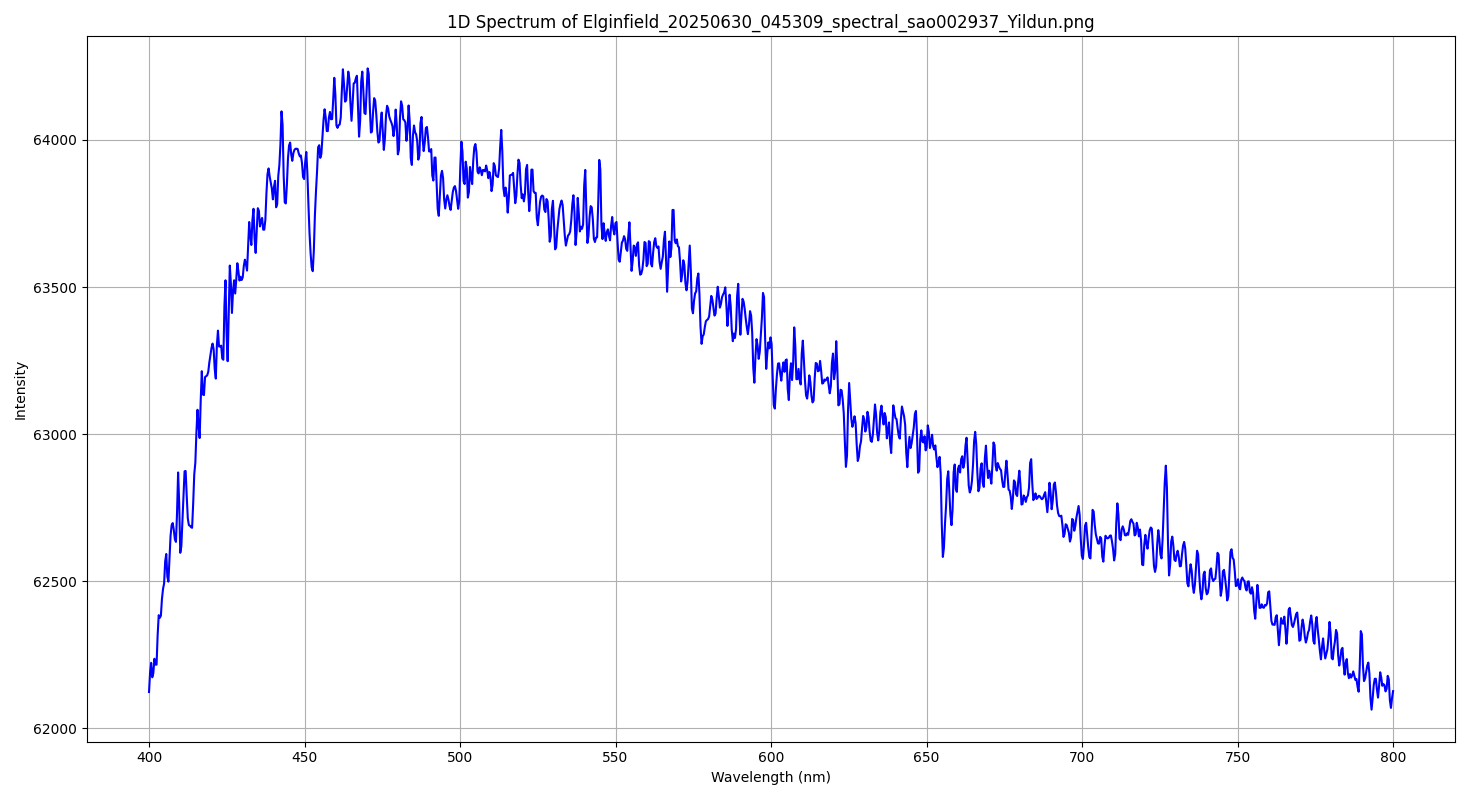 1D Spectrum of Elginfield_20250630_045309_spectral_sao002937_Yildun.png
Intensity
64000
63500
63000
62500
62000
400 450 500 550 600 650 700 750 800
Wavelength (nm)